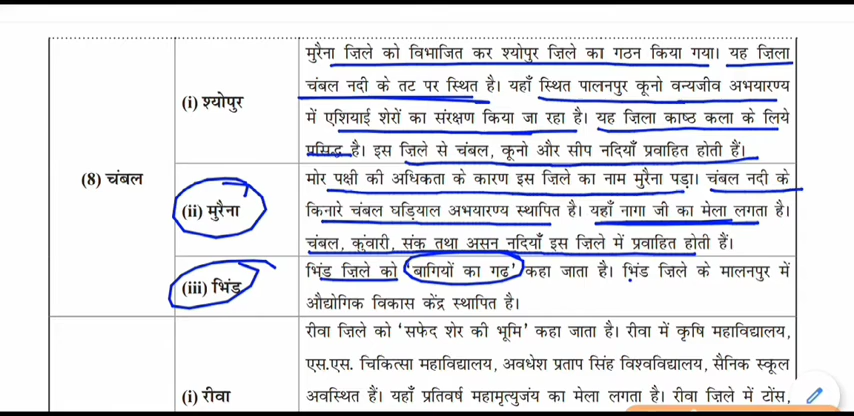 मुरैना ज़िले को विभाजित कर श्योपुर ज़िले का गठन किया गया। यह ज़िला
चंबल नदी के तट पर स्थित है। यहाँ स्थित पालनपुर कूनो वन्यजीव अभयारण्य
(i) श्योपुर
में एशियाई शेरों का संरक्षण किया जा रहा है। यह ज़िला काष्ठ कला के लिये
प्रसिद्ध है। इस ज़िले से चंबल, कूनो और सीप नदियाँ प्रवाहित होती हैं।
(8) चंबल
मोर पक्षी की अधिकता के कारण इस ज़िले का नाम मुरैना पड़ा। चंबल नदी के
(ii) मुरैना
किनारे चंबल घड़ियाल अभयारण्य स्थापित है। यहाँ नागा जी का मेला लगता है।
चंबल, कुंवारी, संक तथा असन नदियाँ इस ज़िले में प्रवाहित होती हैं।
(iii) भिंड
भिंड ज़िले को 'बागियों का गढ़' कहा जाता है। भिंड ज़िले के मालनपुर में
औद्योगिक विकास केंद्र स्थापित है।
रीवा ज़िले को 'सफेद शेर की भूमि' कहा जाता है। रीवा में कृषि महाविद्यालय,
एस.एस. चिकित्सा महाविद्यालय, अवधेश प्रताप सिंह विश्वविद्यालय, सैनिक स्कूल
(i) रीवा
अवस्थित हैं। यहाँ प्रतिवर्ष महामृत्युजंय का मेला लगता है। रीवा ज़िले में टोंस,